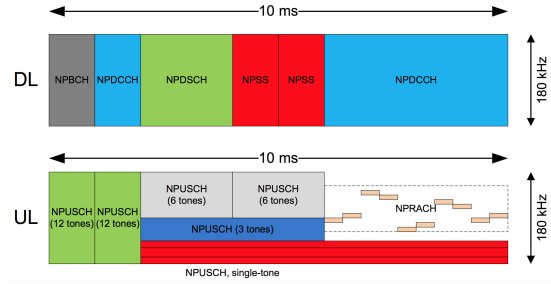 10 ms
DL
NPBCH
NPDCCH
NPDSCH
NPSS
NPSS
NPDCCH
180 kHz
10 ms
UL
NPUSCH
(12 tones)
NPUSCH
(12 tones)
NPUSCH
(6 tones)
NPUSCH
(6 tones)
NPUSCH (3 tones)
NPRACH
180 kHz
NPUSCH, single-tone